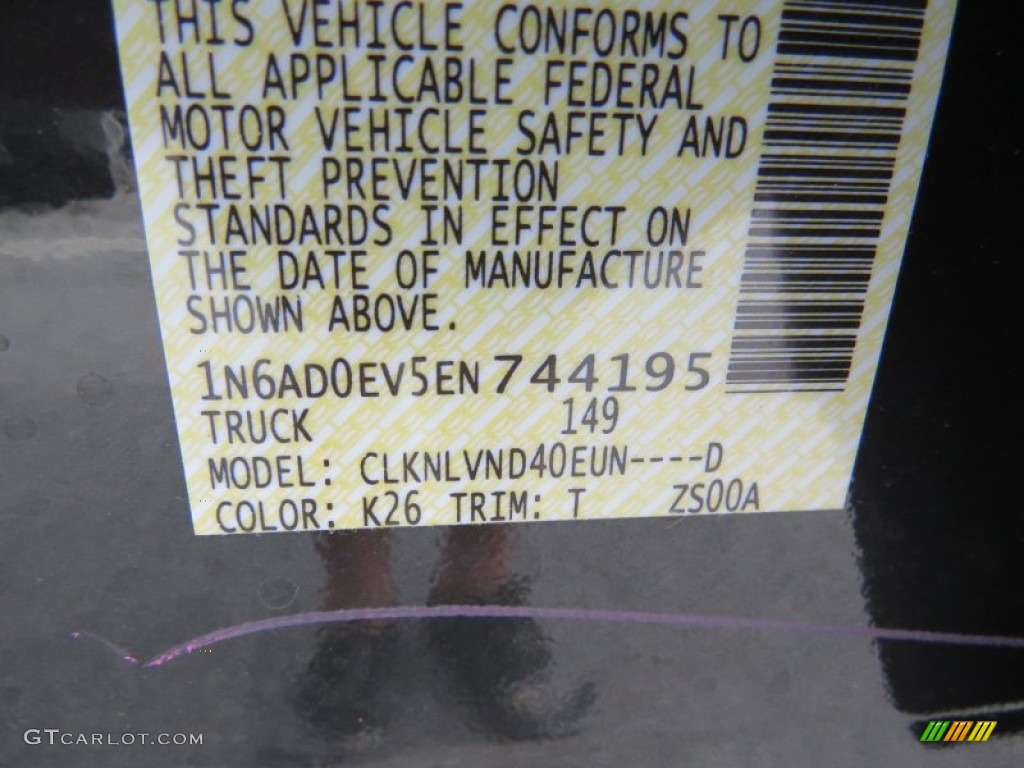 THIS VEHICLE CONFORMS TO
ALL APPLICABLE FEDERAL
MOTOR VEHICLE SAFETY AND
THEFT PREVENTION
STANDARDS IN EFFECT ON
THE DATE OF MANUFACTURE
SHOWN ABOVE.
1N6AD0EV5EN744195
TRUCK 149
MODEL: CLKNLVND40EUN----D
COLOR: K26 TRIM: T ZS00A
GTCARLOT.COM